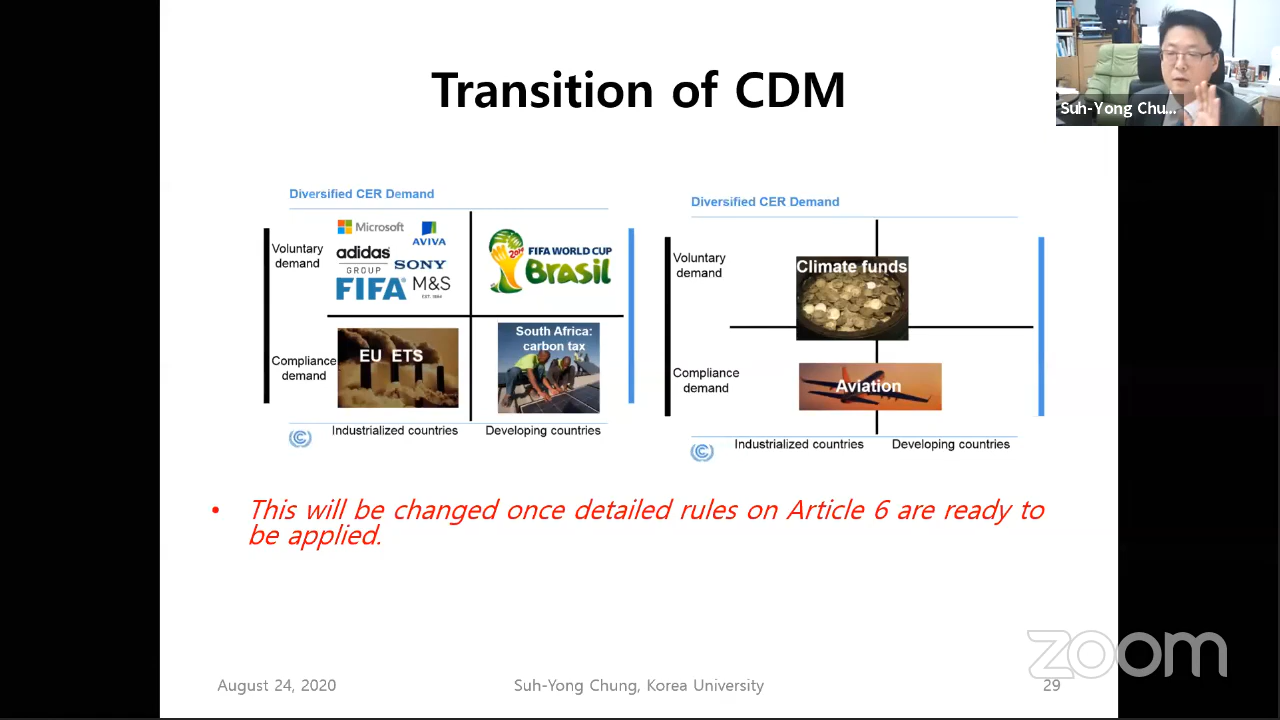 Transition of CDM
Suh-Yong Chu...
Diversified CER Demand
Voluntary
demand
Microsoft
AVIVA
adidas
GROUP
SONY
FIFA®
M&S
EST. 1884
2014
FIFA WORLD CUP
Brasil
Compliance
demand
EU ETS
South Africa:
carbon tax
Industrialized countries
Developing countries
Diversified CER Demand
Voluntary
demand
Climate funds
Compliance
demand
Aviation
Industrialized countries
Developing countries
• This will be changed once detailed rules on Article 6 are ready to
be applied.
zoom
August 24, 2020
Suh-Yong Chung, Korea University
29